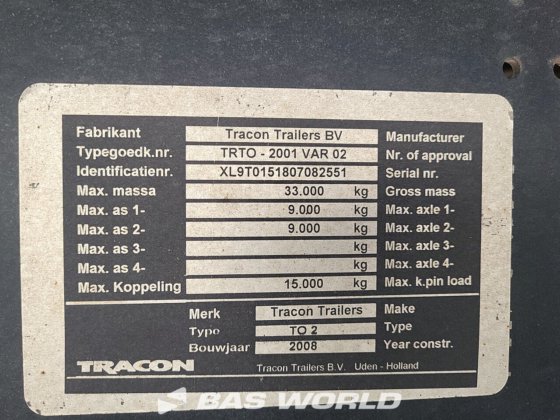 Fabrikant Tracon Trailers BV Manufacturer
Typegoedk.nr. TRTO - 2001 VAR 02 Nr. of approval
Identificatienr. XL9T0151807082551 Serial nr.
Max. massa 33.000 kg Gross mass
Max. as 1- 9.000 kg Max. axle 1-
Max. as 2- 9.000 kg Max. axle 2-
Max. as 3- kg Max. axle 3-
Max. as 4- kg Max. axle 4-
Max. Koppeling 15.000 kg Max. k.pin load
Merk Tracon Trailers Make
Type TO 2 Type
Bouwjaar 2008 Year constr.
TRACON Tracon Trailers B.V. Uden - Holland
BAS WORLD